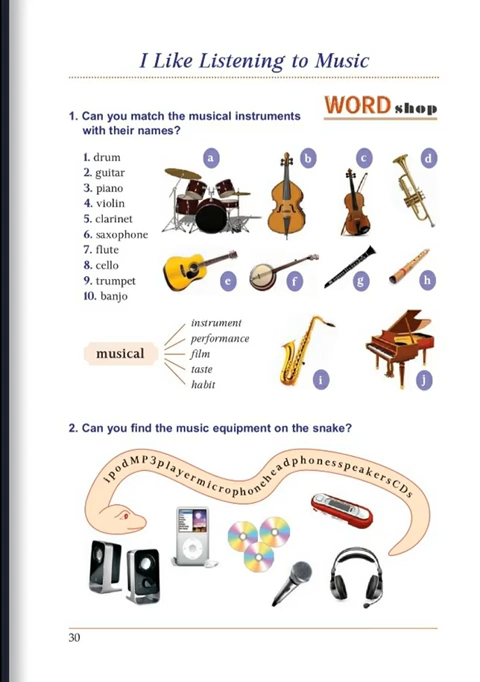 I Like Listening to Music
WORD shop
1. Can you match the musical instruments
with their names?
1. drum
2. guitar
3. piano
4. violin
5. clarinet
6. saxophone
7. flute
8. cello
9. trumpet
10. banjo
a
b
c
d
e
f
g
h
i
j
musical
instrument
performance
film
taste
habit
2. Can you find the music equipment on the snake?
ipodMP3playermicrophoneheadphonesspeakersCDs
30